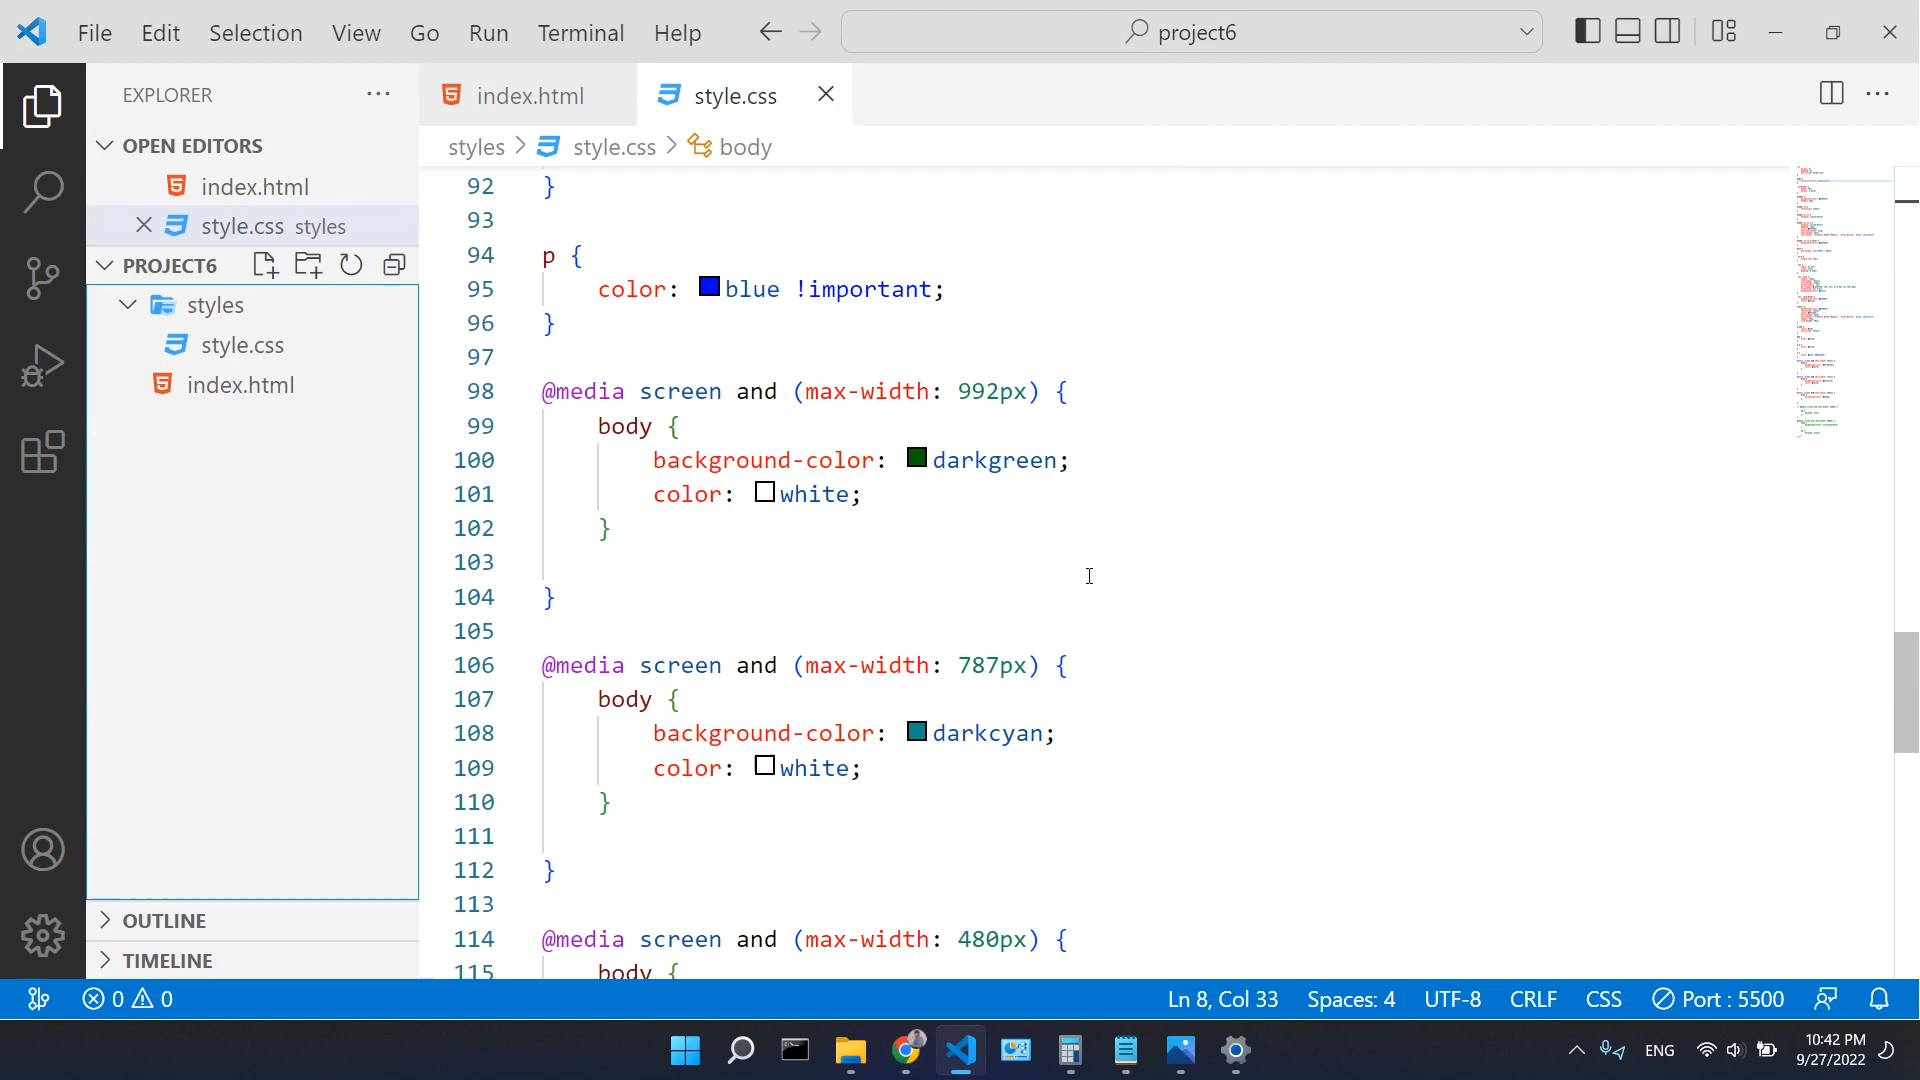 File Edit Selection View Go Run Terminal Help
project6
EXPLORER
index.html
style.css
OPEN EDITORS
styles
style.css
body
index.html
style.css styles
PROJECT6
styles
style.css
index.html
92 }
93
94 p {
95 color: blue !important;
96 }
97
98 @media screen and (max-width: 992px) {
99 body {
100 background-color: darkgreen;
101 color: white;
102 }
103
104 }
105
106 @media screen and (max-width: 787px) {
107 body {
108 background-color: darkcyan;
109 color: white;
110 }
111
112 }
113
114 @media screen and (max-width: 480px) {
115 body {
OUTLINE
TIMELINE
0 0
Ln 8, Col 33 Spaces: 4 UTF-8 CRLF CSS Port : 5500
ENG
10:42 PM
9/27/2022